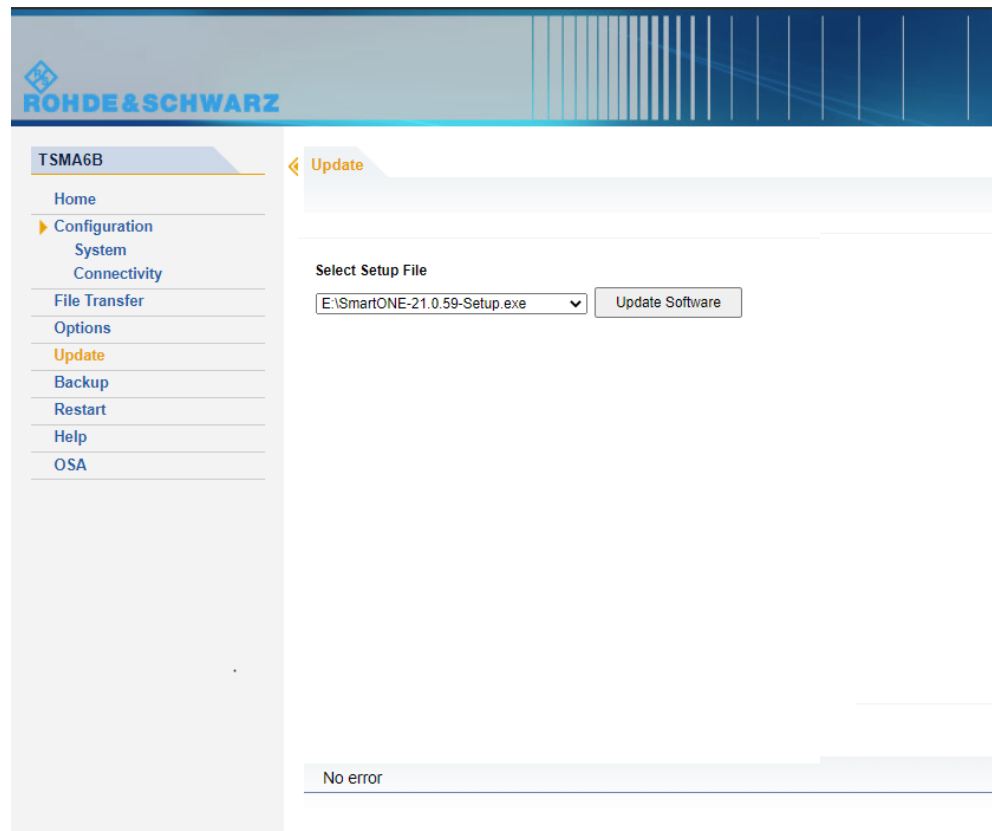 R&S
ROHDE&SCHWARZ
TSMA6B
Home
Configuration
System
Connectivity
File Transfer
Options
Update
Backup
Restart
Help
OSA
Update
Select Setup File
E:\SmartONE-21.0.59-Setup.exe
Update Software
No error